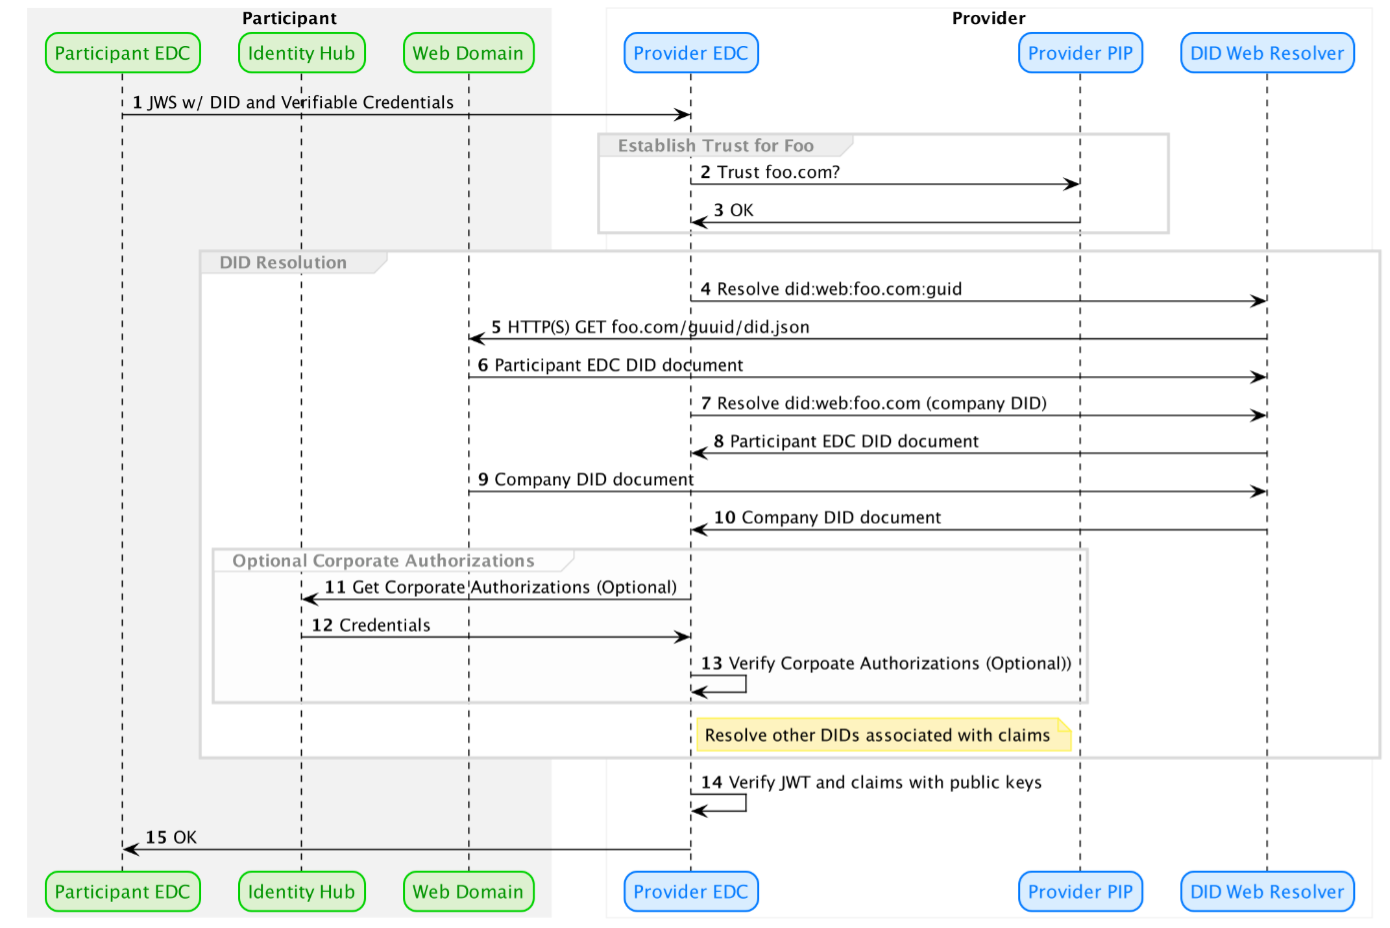 Participant
Provider
Participant EDC
Identity Hub
Web Domain
Provider EDC
Provider PIP
DID Web Resolver
1 JWS w/ DID and Verifiable Credentials
Establish Trust for Foo
2 Trust foo.com?
3 OK
DID Resolution
4 Resolve did:web:foo.com:guid
5 HTTP(S) GET foo.com/guuid/did.json
6 Participant EDC DID document
7 Resolve did:web:foo.com (company DID)
8 Participant EDC DID document
9 Company DID document
10 Company DID document
Optional Corporate Authorizations
11 Get Corporate Authorizations (Optional)
12 Credentials
13 Verify Corpoate Authorizations (Optional))
Resolve other DIDs associated with claims
14 Verify JWT and claims with public keys
15 OK
Participant EDC
Identity Hub
Web Domain
Provider EDC
Provider PIP
DID Web Resolver